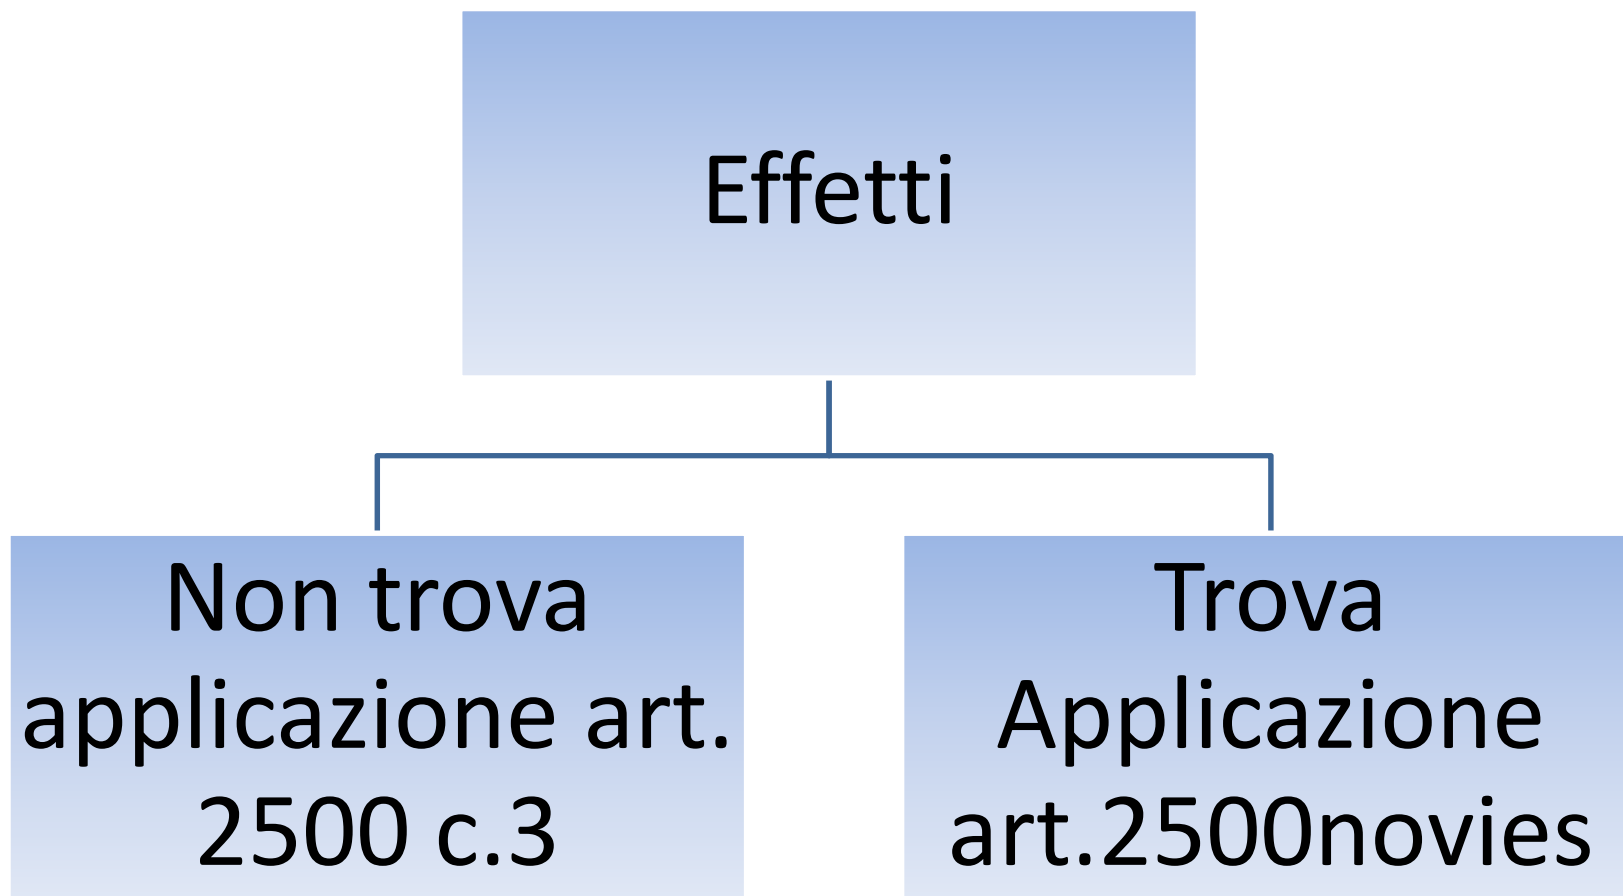 Effetti
Non trova
applicazione art.
2500 c.3
Trova
Applicazione
art.2500novies